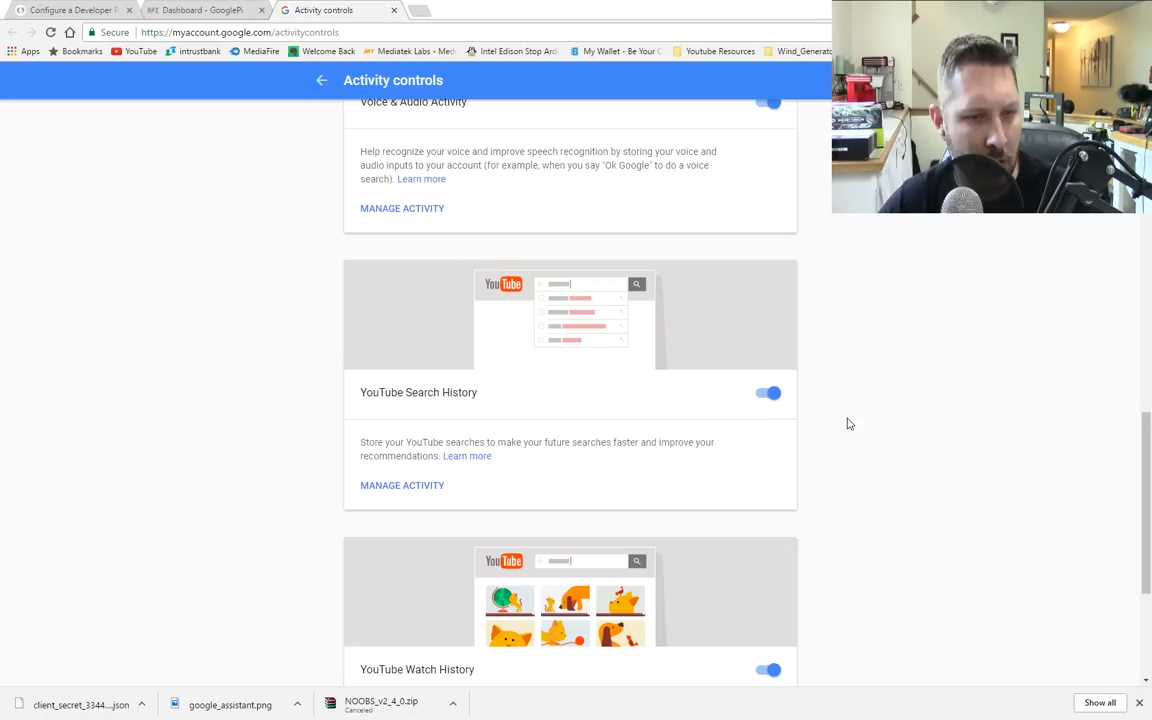 Configure a Developer P
RPI Dashboard - GooglePi
Activity controls
Secure
https://myaccount.google.com/activitycontrols
Apps
Bookmarks
YouTube
intrustbank
MediaFire
Welcome Back
Mediatek Labs - Medi
Intel Edison Stop Ardu
My Wallet - Be Your O
Youtube Resources
Wind_Generato
Activity controls
Voice & Audio Activity
Help recognize your voice and improve speech recognition by storing your voice and
audio inputs to your account (for example, when you say "Ok Google" to do a voice
search). Learn more
MANAGE ACTIVITY
YouTube
YouTube Search History
Store your YouTube searches to make your future searches faster and improve your
recommendations. Learn more
MANAGE ACTIVITY
YouTube
YouTube Watch History
client_secret_3344....json
google_assistant.png
NOOBS_v2_4_0.zip
Canceled
Show all